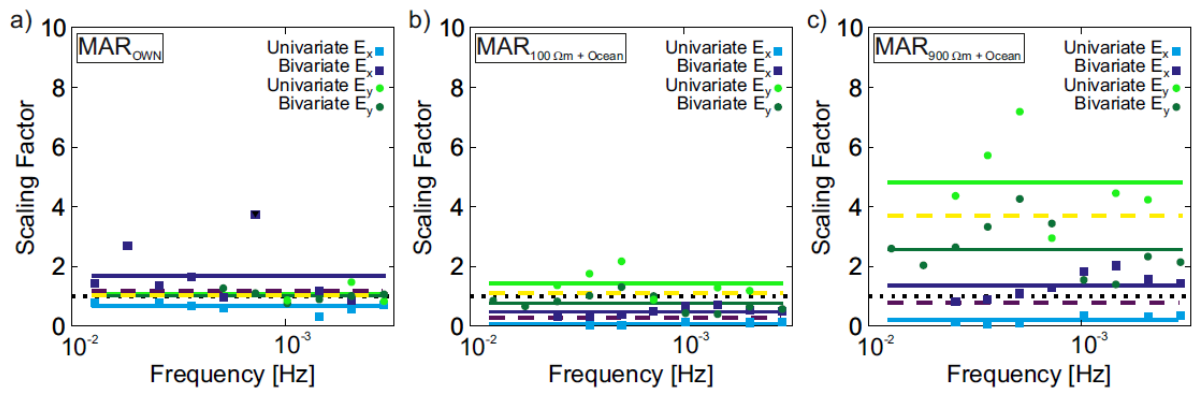 a)
MAR_OWN
Univariate E_x
Bivariate E_x
Univariate E_y
Bivariate E_y
10
8
6
4
2
0
Scaling Factor
10^-2
10^-3
Frequency [Hz]
b)
MAR_100 Ωm + Ocean
Univariate E_x
Bivariate E_x
Univariate E_y
Bivariate E_y
10
8
6
4
2
0
Scaling Factor
10^-2
10^-3
Frequency [Hz]
c)
MAR_900 Ωm + Ocean
Univariate E_x
Bivariate E_x
Univariate E_y
Bivariate E_y
10
8
6
4
2
0
Scaling Factor
10^-2
10^-3
Frequency [Hz]